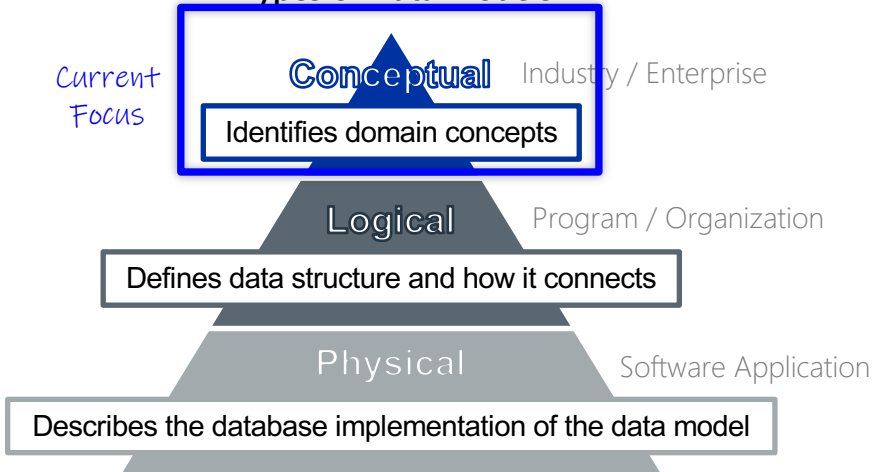 Current
Focus
Conceptual
Industry / Enterprise
Identifies domain concepts
Logical
Program / Organization
Defines data structure and how it connects
Physical
Software Application
Describes the database implementation of the data model